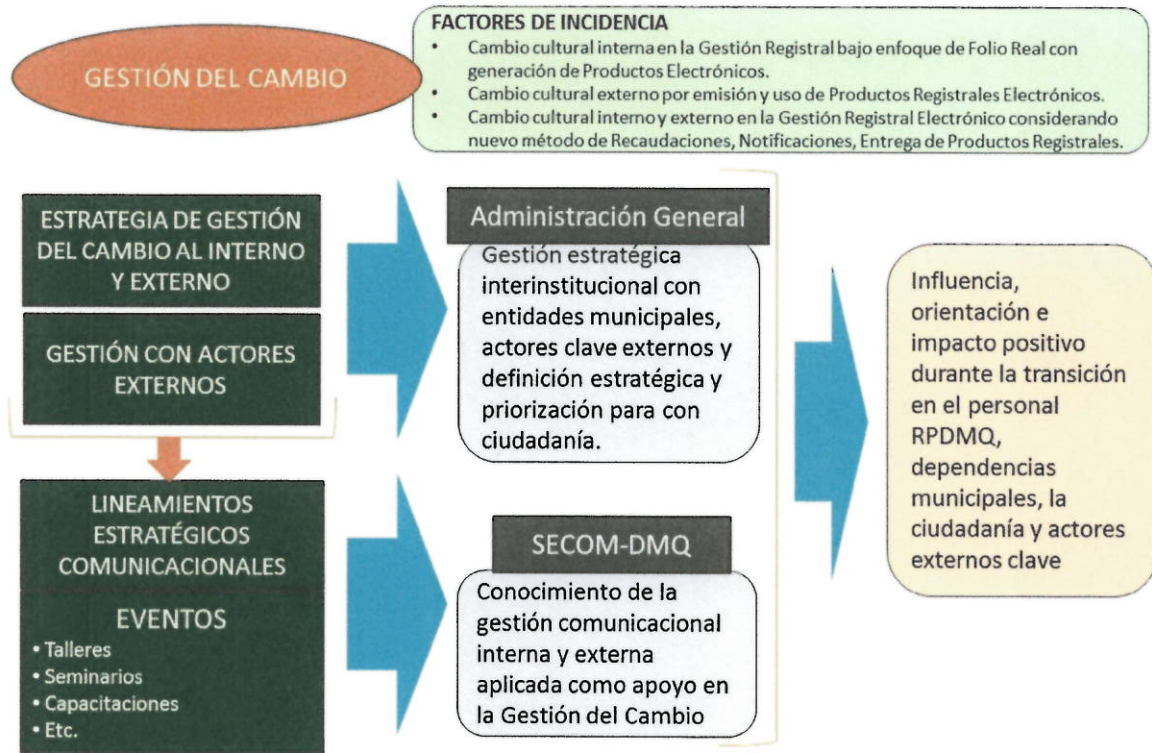 GESTIÓN DEL CAMBIO
FACTORES DE INCIDENCIA
• Cambio cultural interna en la Gestión Registral bajo enfoque de Folio Real con
generación de Productos Electrónicos.
• Cambio cultural externo por emisión y uso de Productos Registrales Electrónicos.
• Cambio cultural interno y externo en la Gestión Registral Electrónico considerando
nuevo método de Recaudaciones, Notificaciones, Entrega de Productos Registrales.
ESTRATEGIA DE GESTIÓN
DEL CAMBIO AL INTERNO
Y EXTERNO
GESTIÓN CON ACTORES
EXTERNOS
LINEAMIENTOS
ESTRATÉGICOS
COMUNICACIONALES
EVENTOS
• Talleres
• Seminarios
• Capacitaciones
• Etc.
Administración General
Gestión estratégica
interinstitucional con
entidades municipales,
actores clave externos y
definición estratégica y
priorización para con
ciudadanía.
SECOM-DMQ
Conocimiento de la
gestión comunicacional
interna y externa
aplicada como apoyo en
la Gestión del Cambio
Influencia,
orientación e
impacto positivo
durante la transición
en el personal
RPDMQ,
dependencias
municipales, la
ciudadanía y actores
externos clave